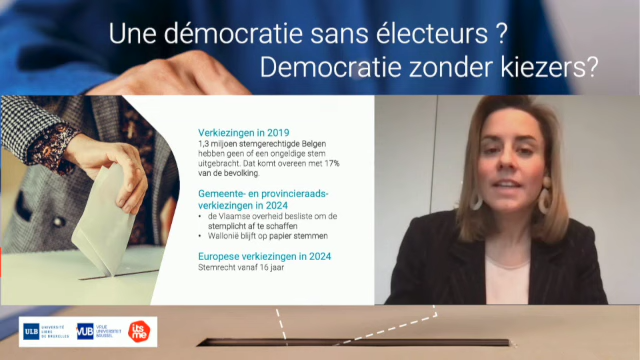 Une démocratie sans électeurs ?
Democratie zonder kiezers?
Verkiezingen in 2019
1,3 miljoen stemgerechtigde Belgen
hebben geen of een ongeldige stem
uitgebracht. Dat komt overeen met 17%
van de bevolking.
Gemeente- en provincieraads-
verkiezingen in 2024
• de Vlaamse overheid besliste om de
stemplicht af te schaffen
• Wallonië blijft op papier stemmen
Europese verkiezingen in 2024
Stemrecht vanaf 16 jaar
ULB
UNIVERSITÉ
LIBRE
DE BRUXELLES
VUB
VRIJE
UNIVERSITEIT
BRUSSEL
itsme